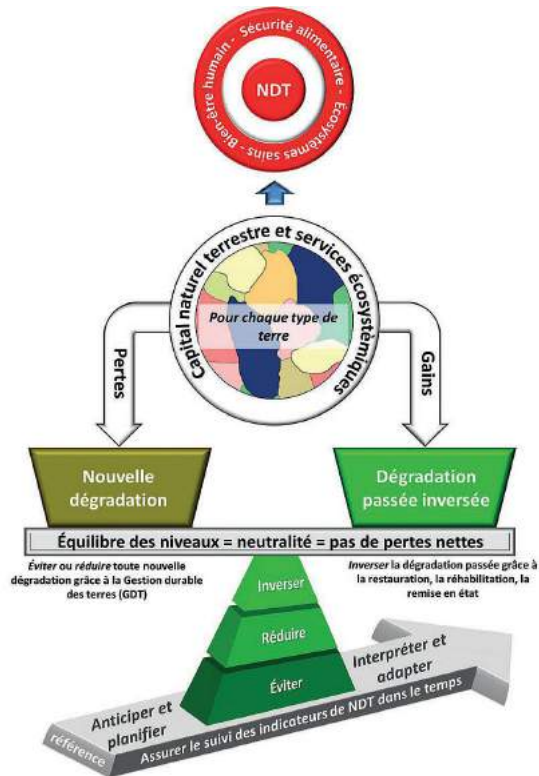 Bien-être humain - Sécurité alimentaire - Écosystèmes sains -
NDT
Capital naturel terrestre et services écosystémiques
Pour chaque type de
terre
Pertes
Gains
Nouvelle
dégradation
Dégradation
passée inversée
Équilibre des niveaux = neutralité = pas de pertes nettes
Éviter ou réduire toute nouvelle
dégradation grâce à la Gestion durable
des terres (GDT)
Inverser la dégradation passée grâce à
la restauration, la réhabilitation, la
remise en état
Inverser
Réduire
Éviter
Anticiper et
planifier
Interpréter et
adapter
référence
Assurer le suivi des indicateurs de NDT dans le temps